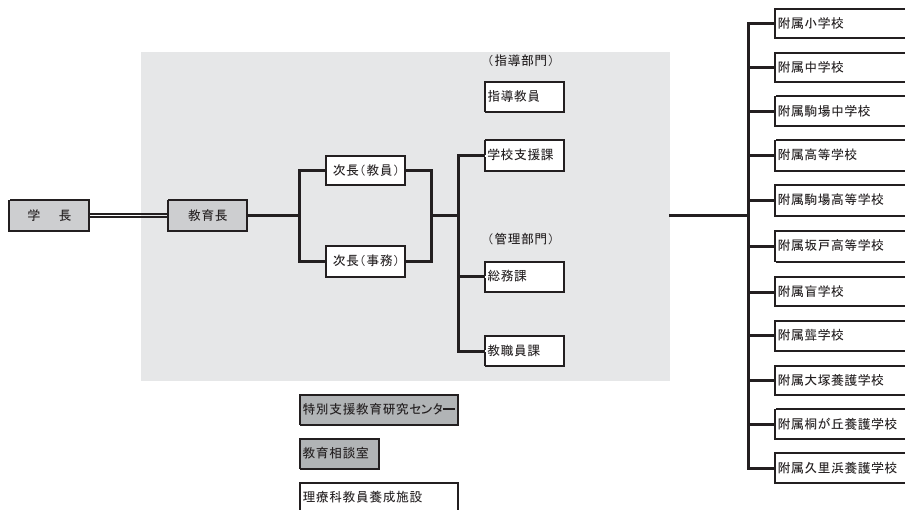 学　長
教育長
次長(教員)
次長(事務)
(指導部門)
指導教員
学校支援課
(管理部門)
総務課
教職員課
特別支援教育研究センター
教育相談室
理療科教員養成施設
附属小学校
附属中学校
附属駒場中学校
附属高等学校
附属駒場高等学校
附属坂戸高等学校
附属盲学校
附属聾学校
附属大塚養護学校
附属桐が丘養護学校
附属久里浜養護学校